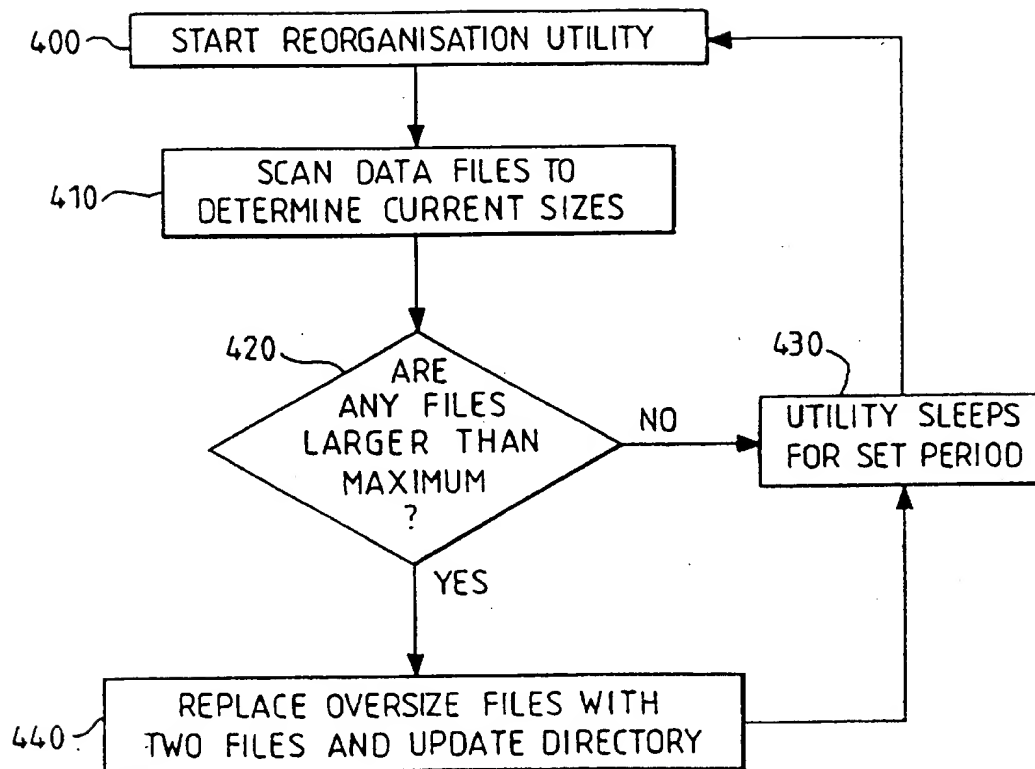 400
START REORGANISATION UTILITY
410
SCAN DATA FILES TO
DETERMINE CURRENT SIZES
420
ARE
ANY FILES
LARGER THAN
MAXIMUM
?
NO
430
UTILITY SLEEPS
FOR SET PERIOD
YES
440
REPLACE OVERSIZE FILES WITH
TWO FILES AND UPDATE DIRECTORY